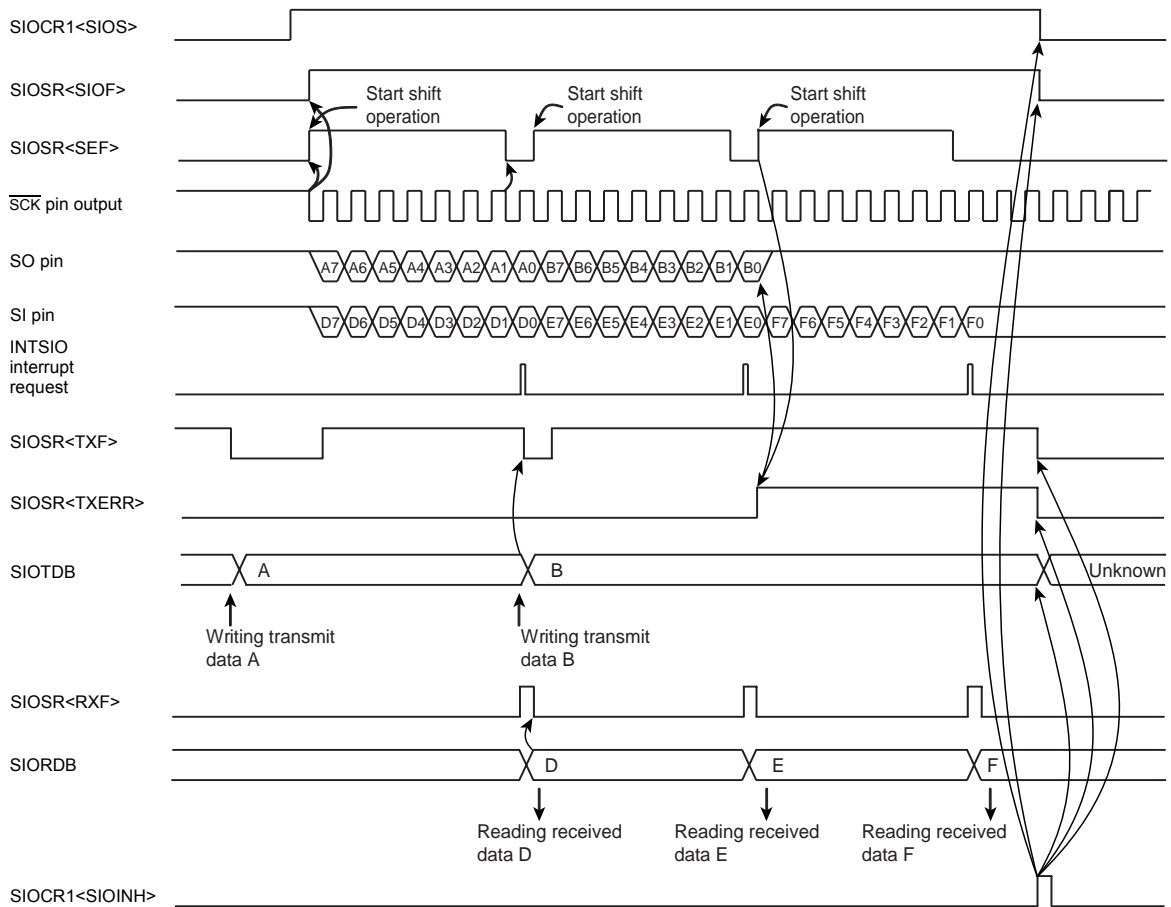 SIOCR1<SIOS>
SIOSR<SIOF>
Start shift
operation
Start shift
operation
Start shift
operation
SIOSR<SEF>
SCK pin output
SO pin
A7 A6 A5 A4 A3 A2 A1 A0 B7 B6 B5 B4 B3 B2 B1 B0
SI pin
D7 D6 D5 D4 D3 D2 D1 D0 E7 E6 E5 E4 E3 E2 E1 E0 F7 F6 F5 F4 F3 F2 F1 F0
INTSIO
interrupt
request
SIOSR<TXF>
SIOSR<TXERR>
SIOTDB
A
B
Unknown
Writing transmit
data A
Writing transmit
data B
SIOSR<RXF>
SIORDB
D
E
F
Reading received
data D
Reading received
data E
Reading received
data F
SIOCR1<SIOINH>